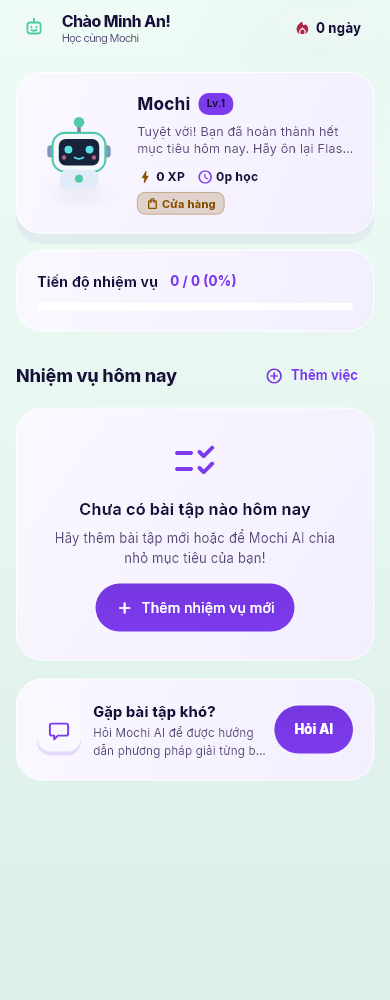 Chào Minh An!
Học cùng Mochi
0 ngày
Mochi
Lv.1
Tuyệt vời! Bạn đã hoàn thành hết
mục tiêu hôm nay. Hãy ôn lại Flas...
0 XP
0p học
Cửa hàng
Tiến độ nhiệm vụ
0 / 0 (0%)
Nhiệm vụ hôm nay
Thêm việc
Chưa có bài tập nào hôm nay
Hãy thêm bài tập mới hoặc để Mochi AI chia
nhỏ mục tiêu của bạn!
Thêm nhiệm vụ mới
Gặp bài tập khó?
Hỏi Mochi AI để được hướng
dẫn phương pháp giải từng b...
Hỏi AI